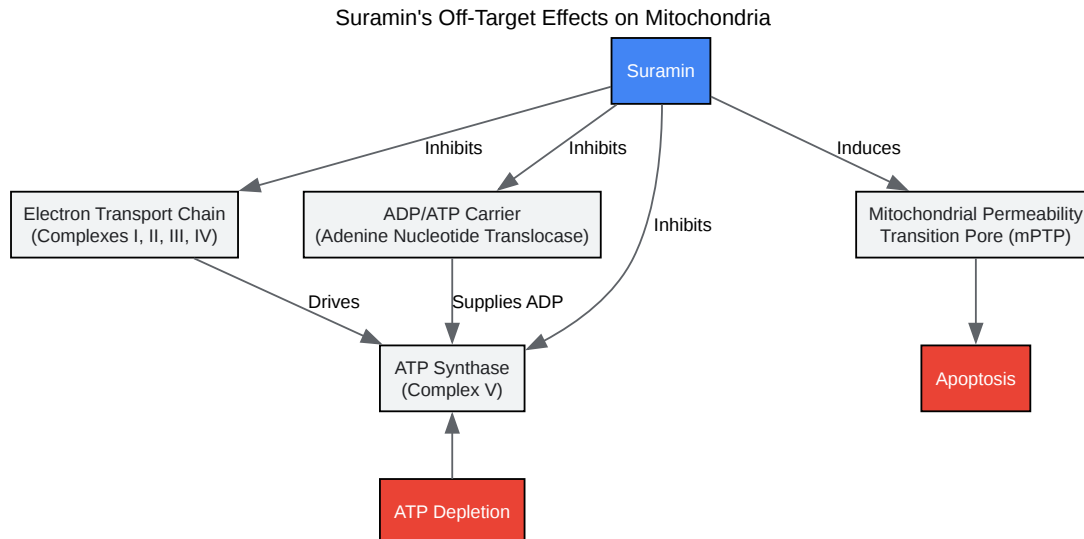 Suramin's Off-Target Effects on Mitochondria
Suramin
Inhibits
Inhibits
Induces
Electron Transport Chain
(Complexes I, II, III, IV)
ADP/ATP Carrier
(Adenine Nucleotide Translocase)
Inhibits
Mitochondrial Permeability
Transition Pore (mPTP)
Drives
Supplies ADP
ATP Synthase
(Complex V)
Apoptosis
ATP Depletion